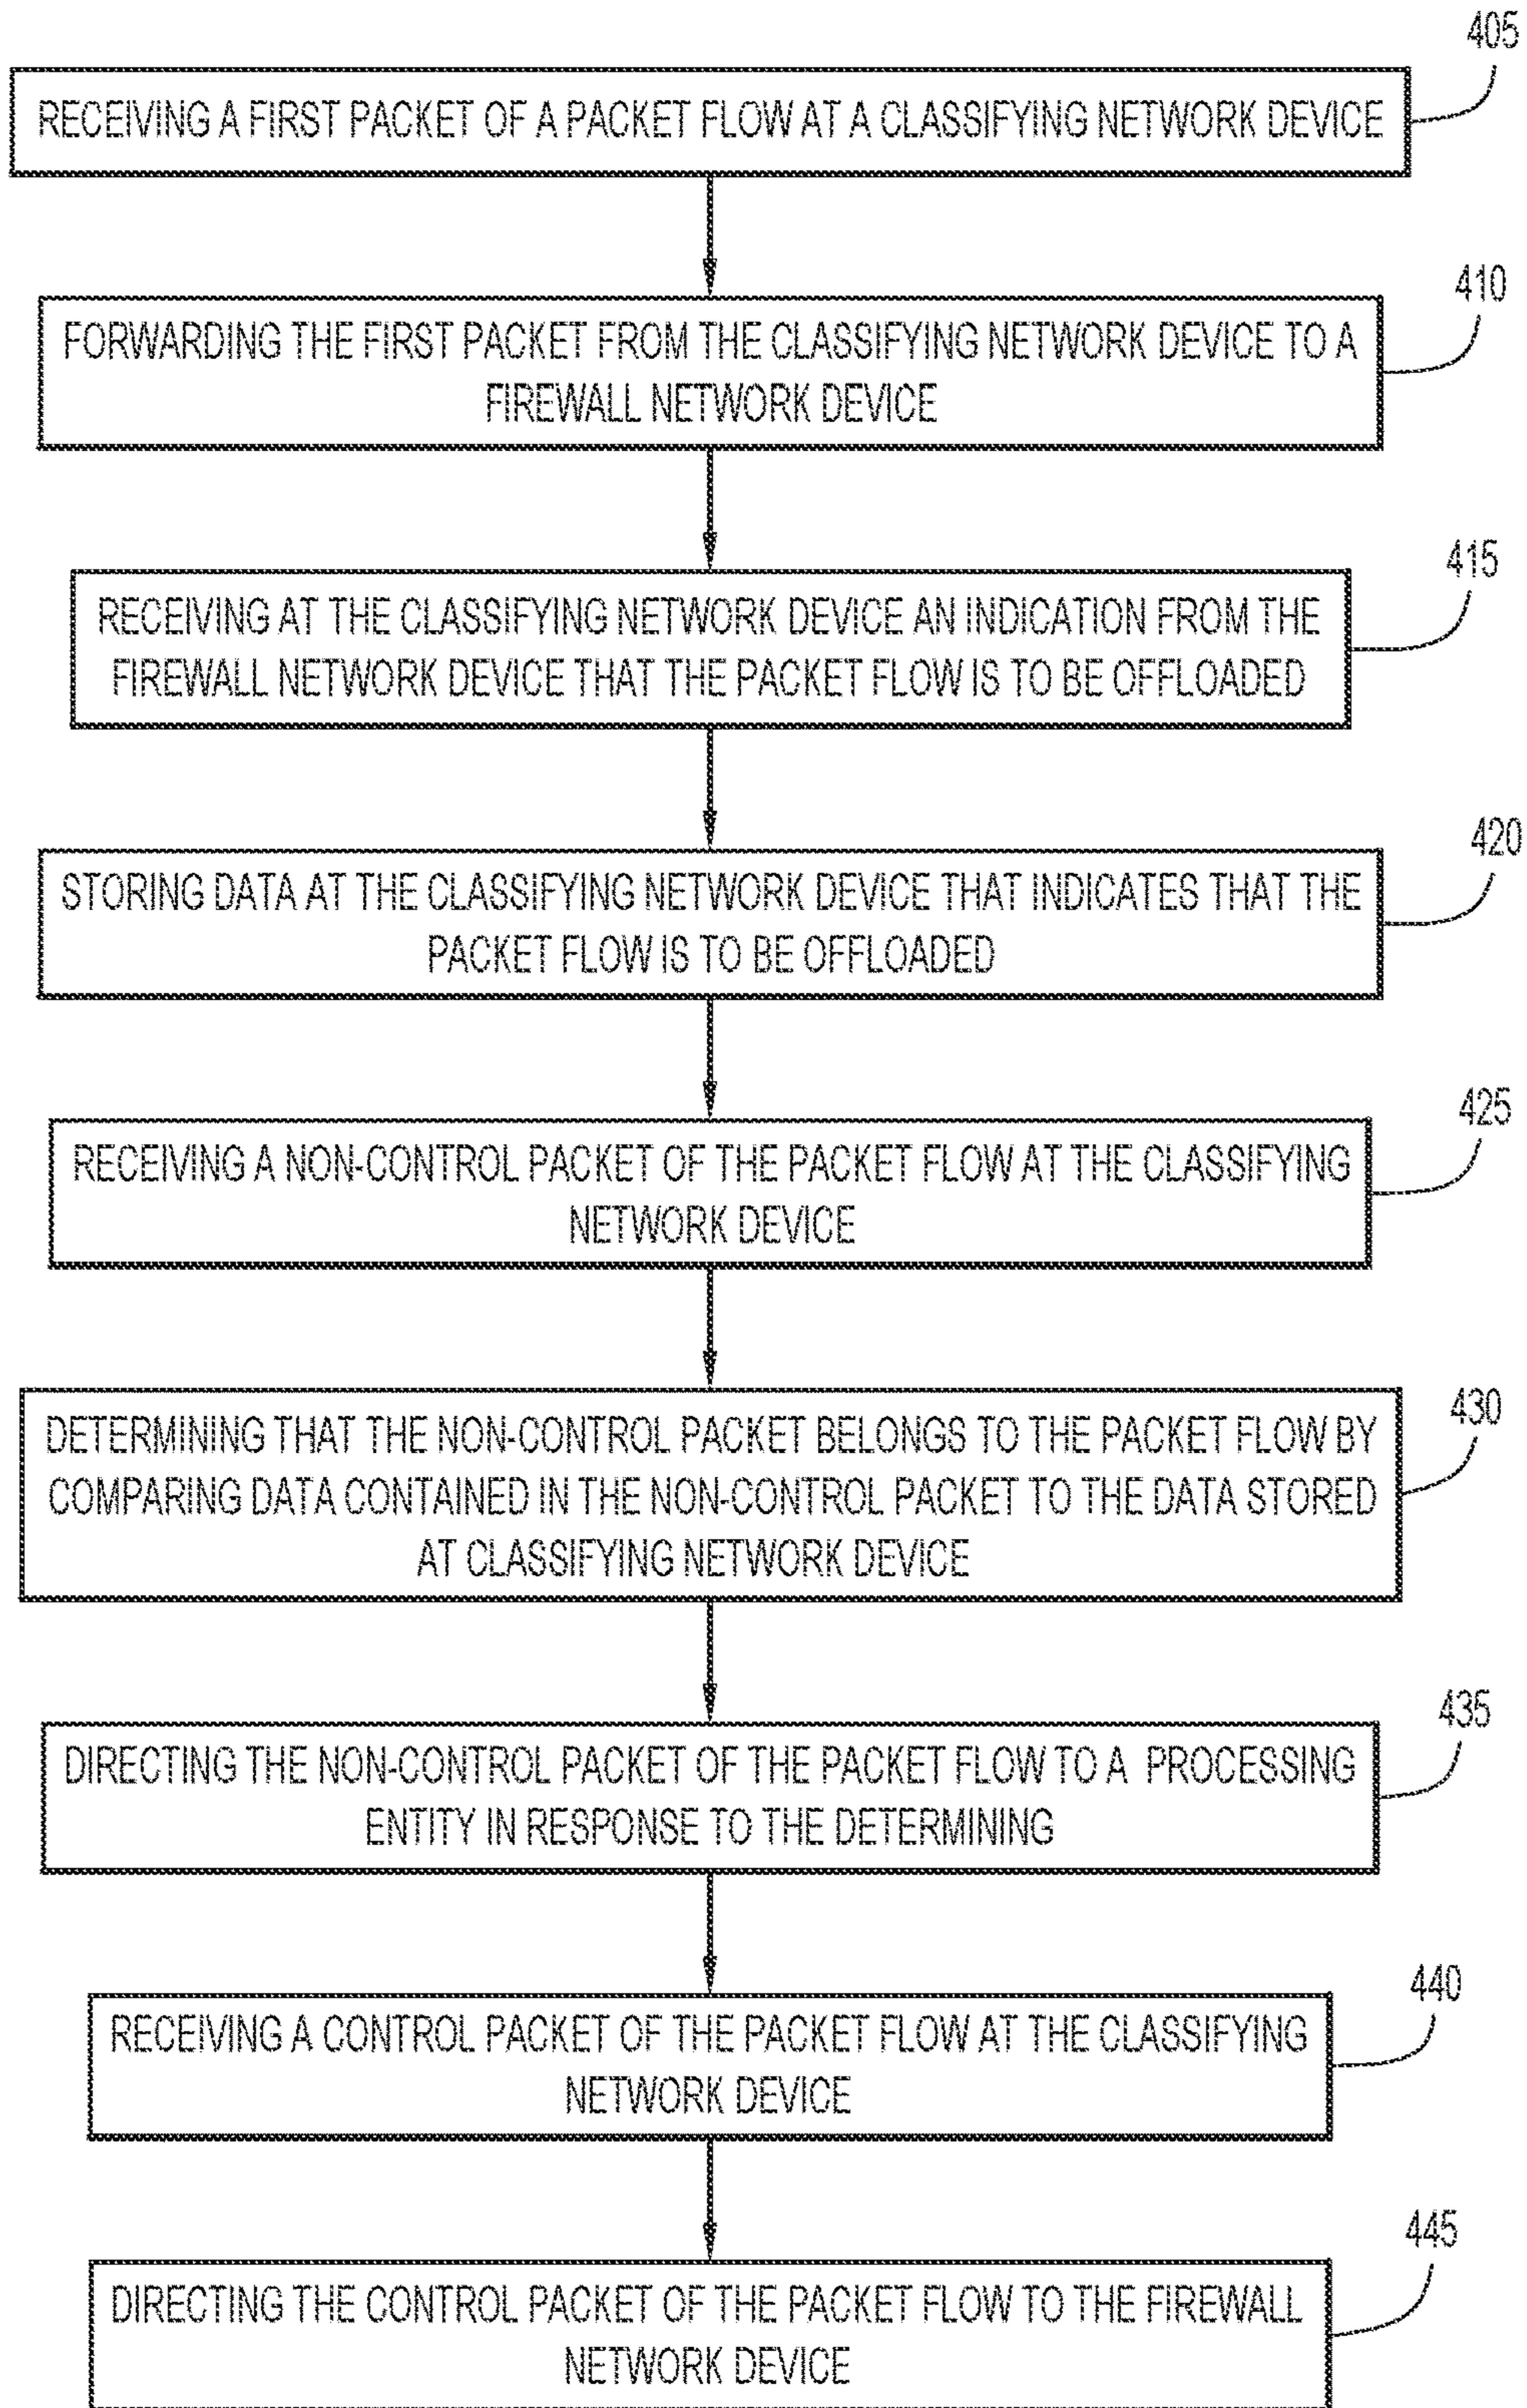 405
RECEIVING A FIRST PACKET OF A PACKET FLOW AT A CLASSIFYING NETWORK DEVICE
410
FORWARDING THE FIRST PACKET FROM THE CLASSIFYING NETWORK DEVICE TO A
FIREWALL NETWORK DEVICE
415
RECEIVING AT THE CLASSIFYING NETWORK DEVICE AN INDICATION FROM THE
FIREWALL NETWORK DEVICE THAT THE PACKET FLOW IS TO BE OFFLOADED
420
STORING DATA AT THE CLASSIFYING NETWORK DEVICE THAT INDICATES THAT THE
PACKET FLOW IS TO BE OFFLOADED
425
RECEIVING A NON-CONTROL PACKET OF THE PACKET FLOW AT THE CLASSIFYING
NETWORK DEVICE
430
DETERMINING THAT THE NON-CONTROL PACKET BELONGS TO THE PACKET FLOW BY
COMPARING DATA CONTAINED IN THE NON-CONTROL PACKET TO THE DATA STORED
AT CLASSIFYING NETWORK DEVICE
435
DIRECTING THE NON-CONTROL PACKET OF THE PACKET FLOW TO A PROCESSING
ENTITY IN RESPONSE TO THE DETERMINING
440
RECEIVING A CONTROL PACKET OF THE PACKET FLOW AT THE CLASSIFYING
NETWORK DEVICE
445
DIRECTING THE CONTROL PACKET OF THE PACKET FLOW TO THE FIREWALL
NETWORK DEVICE